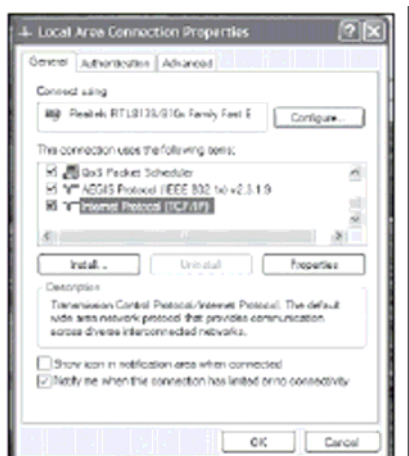 Local Area Connection Properties
General Authentication Advanced
Connect using
Realtek RTL8139/810x Family Fast E
Configure...
This connection uses the following items:
QoS Packet Scheduler
AEGIS Protocol (IEEE 802.1x) v2.3.1.9
Internet Protocol (TCP/IP)
Install... Uninstall Properties
Description
Transmission Control Protocol/Internet Protocol. The default
wide area network protocol that provides communication
across diverse interconnected networks.
Show icon in notification area when connected
Notify me when this connection has limited or no connectivity
OK Cancel